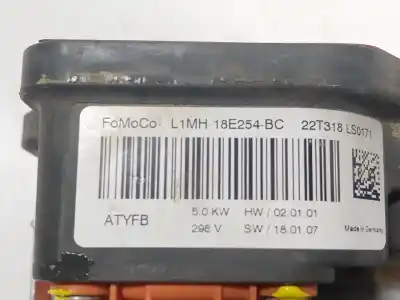 FoMoCo L1MH 18E254-BC 22T318 LS0171
ATYFB 5.0 KW HW / 02.01.01
298 V SW / 18.01.07
Made in Germany